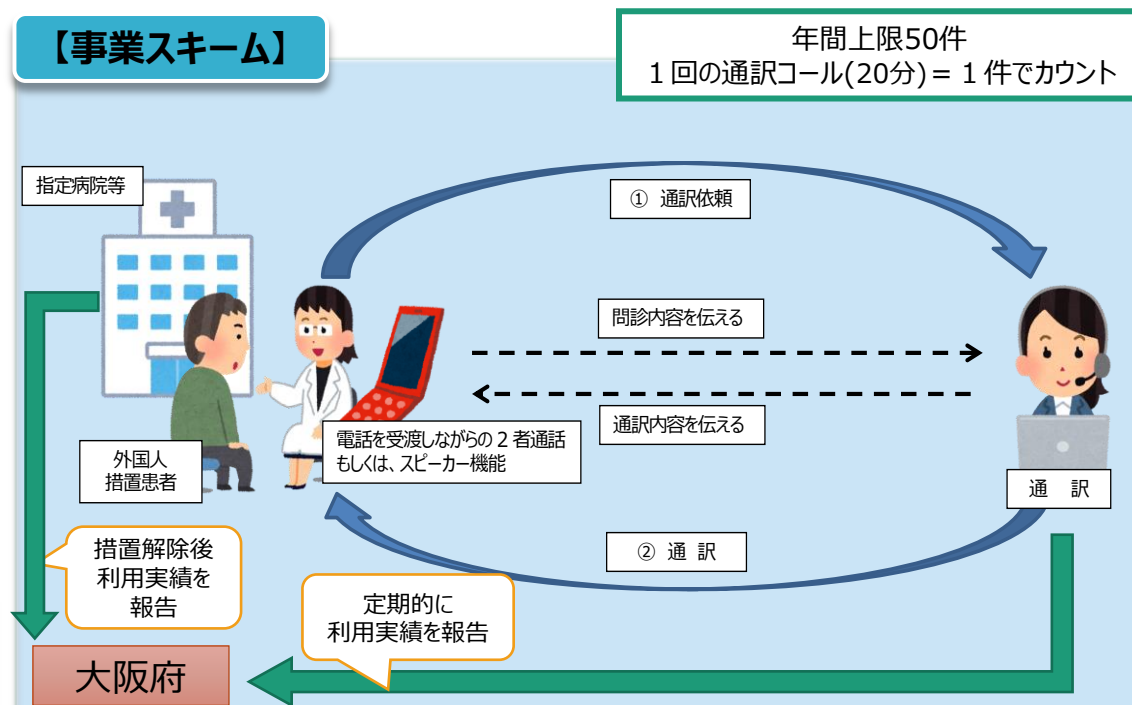 【事業スキーム】
年間上限50件
1回の通訳コール(20分)= 1件でカウント
指定病院等
① 通訳依頼
問診内容を伝える
通訳内容を伝える
電話を受渡しながらの2者通話
もしくは、スピーカー機能
外国人
措置患者
通 訳
② 通 訳
措置解除後
利用実績を
報告
定期的に
利用実績を報告
大阪府